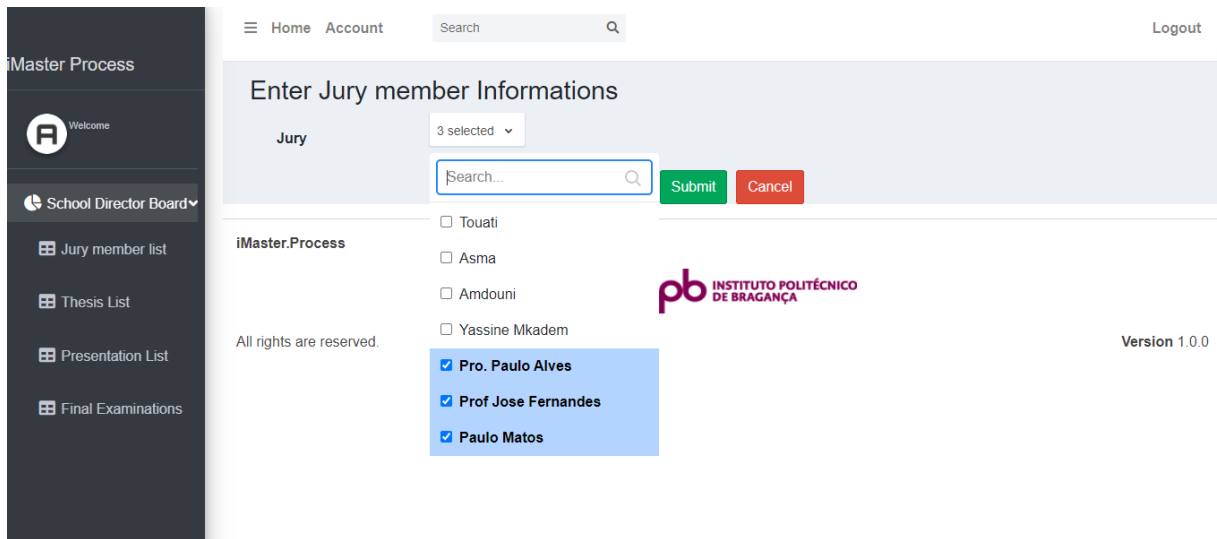 iMaster Process
Welcome
School Director Board
Jury member list
Thesis List
Presentation List
Final Examinations
Home Account Search Logout
Enter Jury member Informations
Jury 3 selected
Search...
Submit Cancel
Touati
Asma
Amdouni
Yassine Mkadem
Pro. Paulo Alves
Prof Jose Fernandes
Paulo Matos
iMaster.Process
pb INSTITUTO POLITÉCNICO
DE BRAGANÇA
All rights are reserved. Version 1.0.0